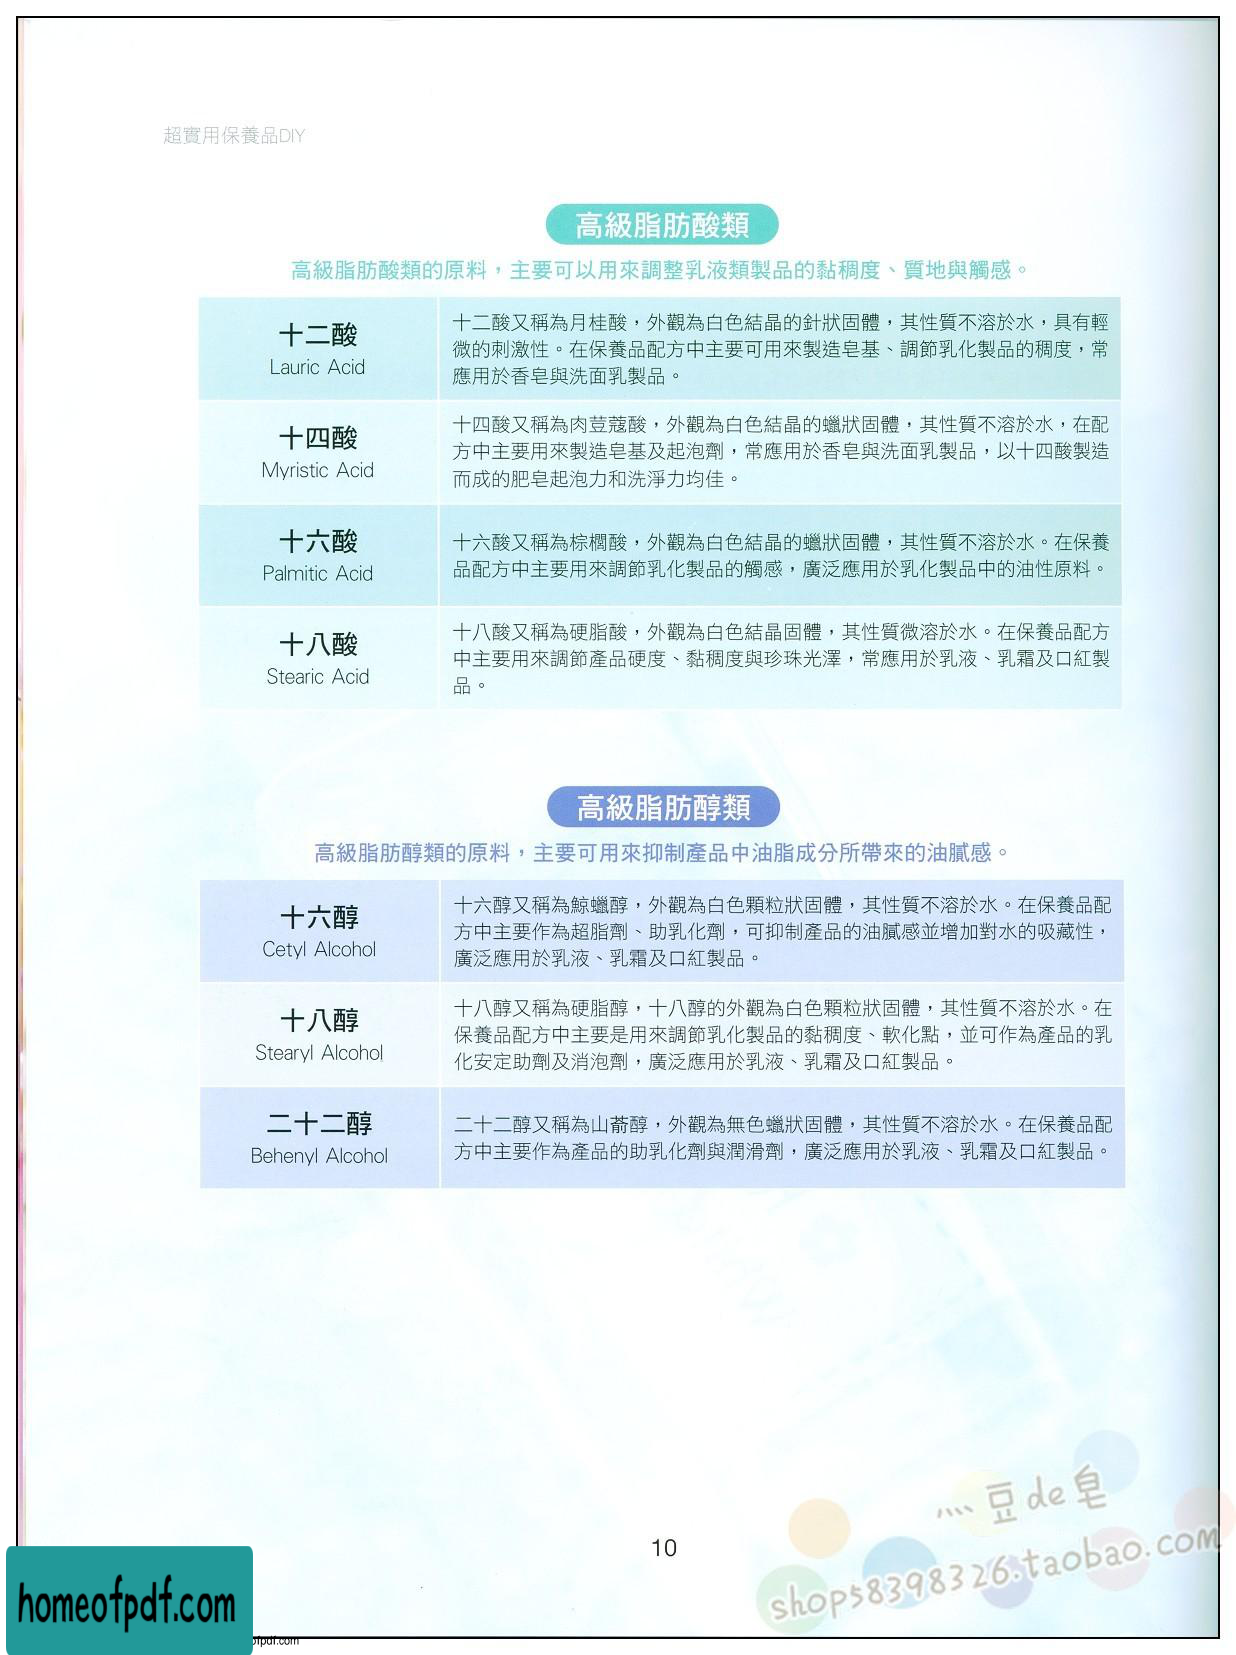 超實用保養品DIY
高級脂肪酸類
高級脂肪酸類的原料，主要可以用來調整乳液類製品的黏稠度、質地與觸感。
十二酸
Lauric Acid
十二酸又稱為月桂酸，外觀為白色結晶的針狀固體，其性質不溶於水，具有輕
微的刺激性。在保養品配方中主要可用來製造皂基、調節乳化製品的稠度，常
應用於香皂與洗面乳製品。
十四酸
Myristic Acid
十四酸又稱為肉荳蔻酸，外觀為白色結晶的蠟狀固體，其性質不溶於水，在配
方中主要用來製造皂基及起泡劑，常應用於香皂與洗面乳製品，以十四酸製造
而成的肥皂起泡力和洗淨力均佳。
十六酸
Palmitic Acid
十六酸又稱為棕櫚酸，外觀為白色結晶的蠟狀固體，其性質不溶於水。在保養
品配方中主要用來調節乳化製品的觸感，廣泛應用於乳化製品中的油性原料。
十八酸
Stearic Acid
十八酸又稱為硬脂酸，外觀為白色結晶固體，其性質微溶於水。在保養品配方
中主要用來調節產品硬度、黏稠度與珍珠光澤，常應用於乳液、乳霜及口紅製
品。
高級脂肪醇類
高級脂肪醇類的原料，主要可用來抑制產品中油脂成分所帶來的油膩感。
十六醇
Cetyl Alcohol
十六醇又稱為鯨蠟醇，外觀為白色顆粒狀固體，其性質不溶於水。在保養品配
方中主要作為超脂劑、助乳化劑，可抑制產品的油膩感並增加對水的吸藏性，
廣泛應用於乳液、乳霜及口紅製品。
十八醇
Stearyl Alcohol
十八醇又稱為硬脂醇，十八醇的外觀為白色顆粒狀固體，其性質不溶於水。在
保養品配方中主要是用來調節乳化製品的黏稠度、軟化點，並可作為產品的乳
化安定助劑及消泡劑，廣泛應用於乳液、乳霜及口紅製品。
二十二醇
Behenyl Alcohol
二十二醇又稱為山萮醇，外觀為無色蠟狀固體，其性質不溶於水。在保養品配
方中主要作為產品的助乳化劑與潤滑劑，廣泛應用於乳液、乳霜及口紅製品。
灬豆de皂
shop58398326.taobao.com
10
homeofpdf.com
ofpdf.com